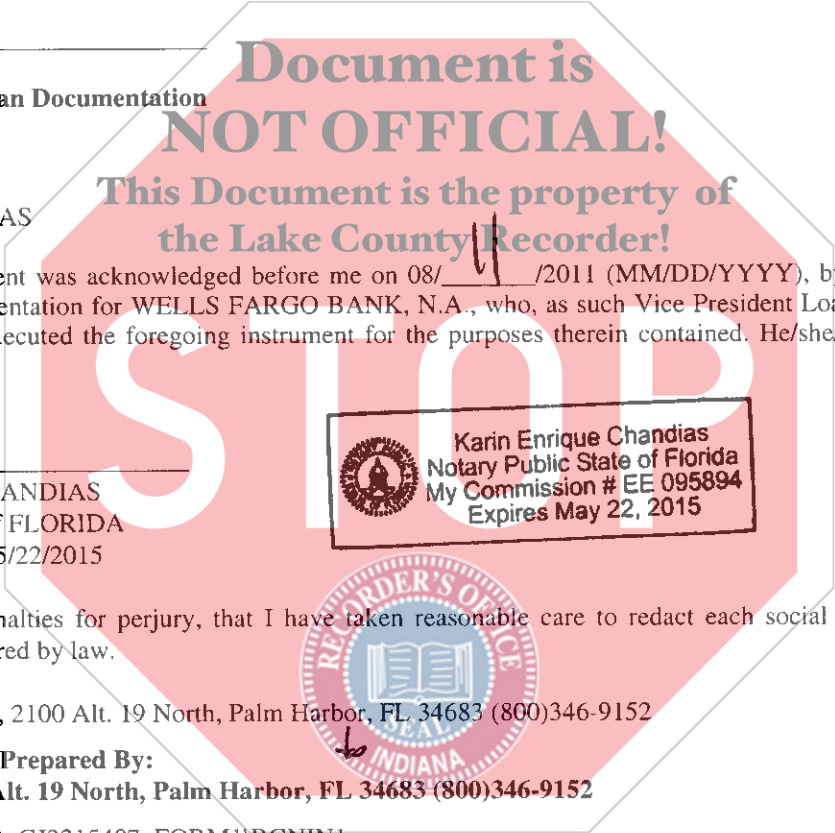 Document is
an Documentation
NOT OFFICIAL!
This Document is the property of
AS
the Lake County Recorder!
ent was acknowledged before me on 08/ 11 /2011 (MM/DD/YYYY), by
entation for WELLS FARGO BANK, N.A., who, as such Vice President Loa
ecuted the foregoing instrument for the purposes therein contained. He/she/
STOP
Karin Enrique Chandias
Notary Public State of Florida
My Commission # EE 095894
Expires May 22, 2015
ANDIAS
FLORIDA
5/22/2015
RECORDER'S OFFICE
SEAL
INDIANA
nalties for perjury, that I have taken reasonable care to redact each social
red by law.
, 2100 Alt. 19 North, Palm Harbor, FL 34683 (800)346-9152
Prepared By:
Alt. 19 North, Palm Harbor, FL 34683 (800)346-9152